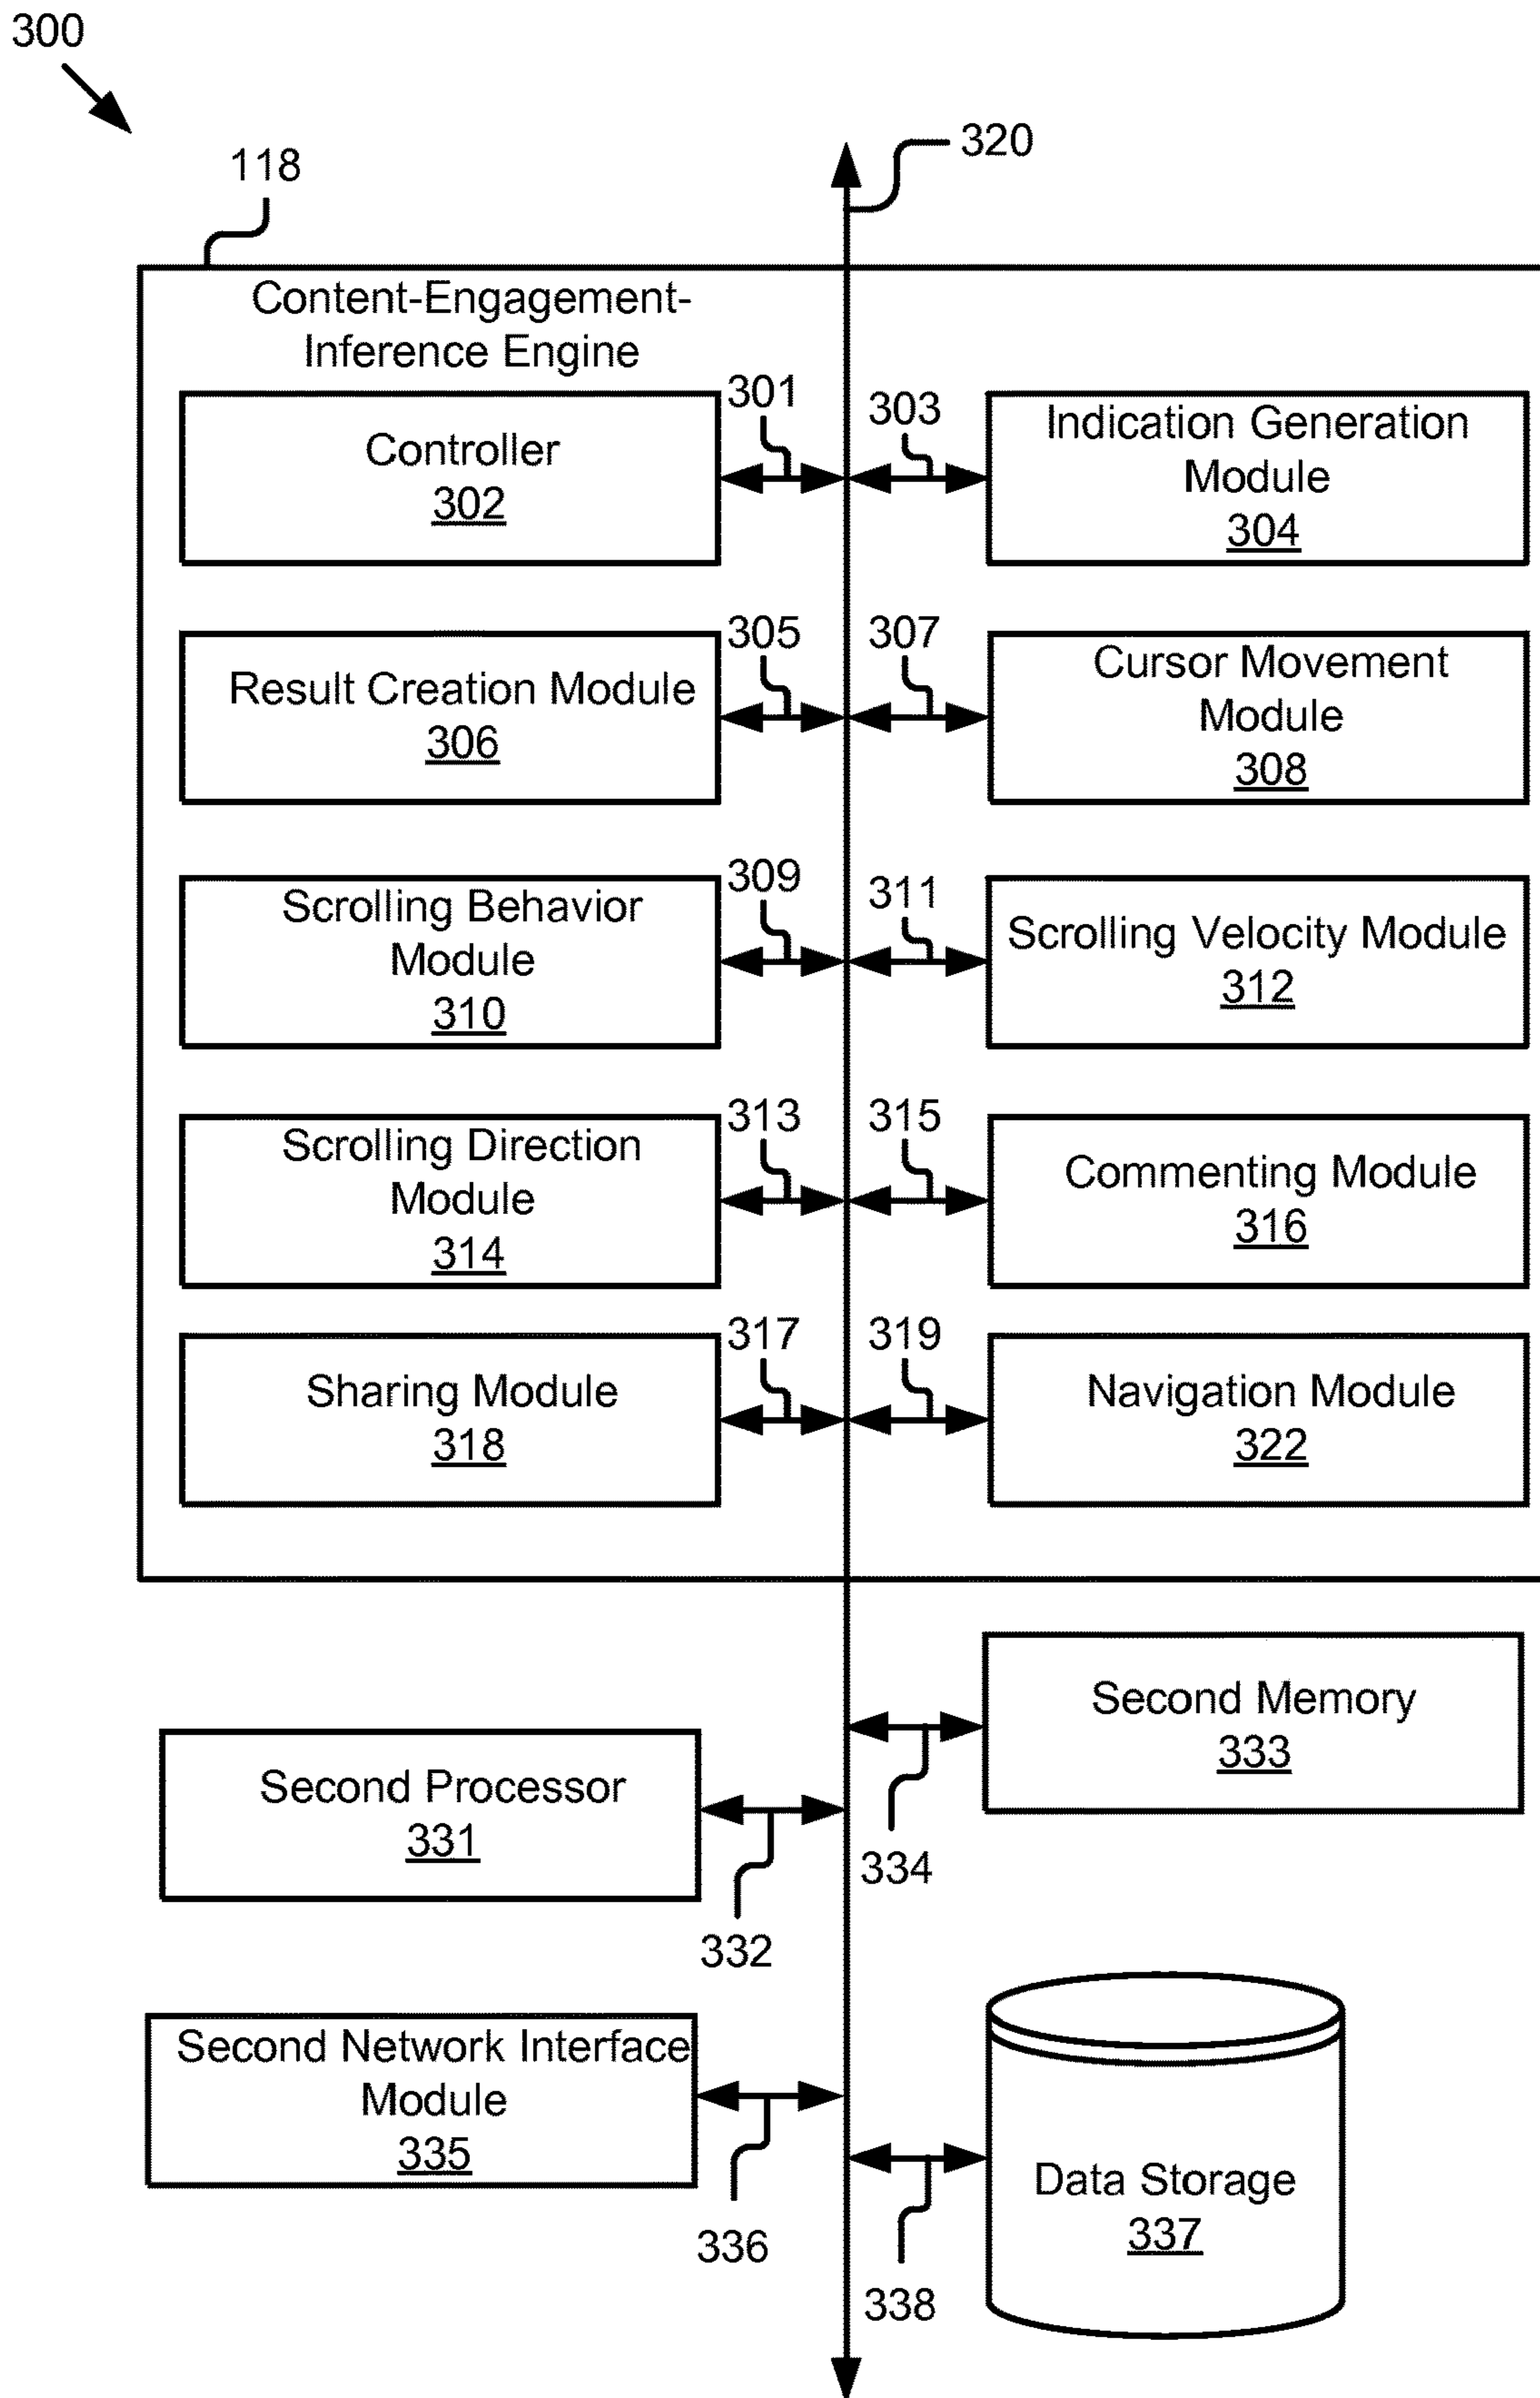 300
320
118
Content-Engagement-
Inference Engine
301
303
Controller
302
Indication Generation
Module
304
305
307
Result Creation Module
306
Cursor Movement
Module
308
309
311
Scrolling Behavior
Module
310
Scrolling Velocity Module
312
313
315
Scrolling Direction
Module
314
Commenting Module
316
317
319
Sharing Module
318
Navigation Module
322
Second Memory
333
Second Processor
331
334
332
Second Network Interface
Module
335
336
Data Storage
337
338